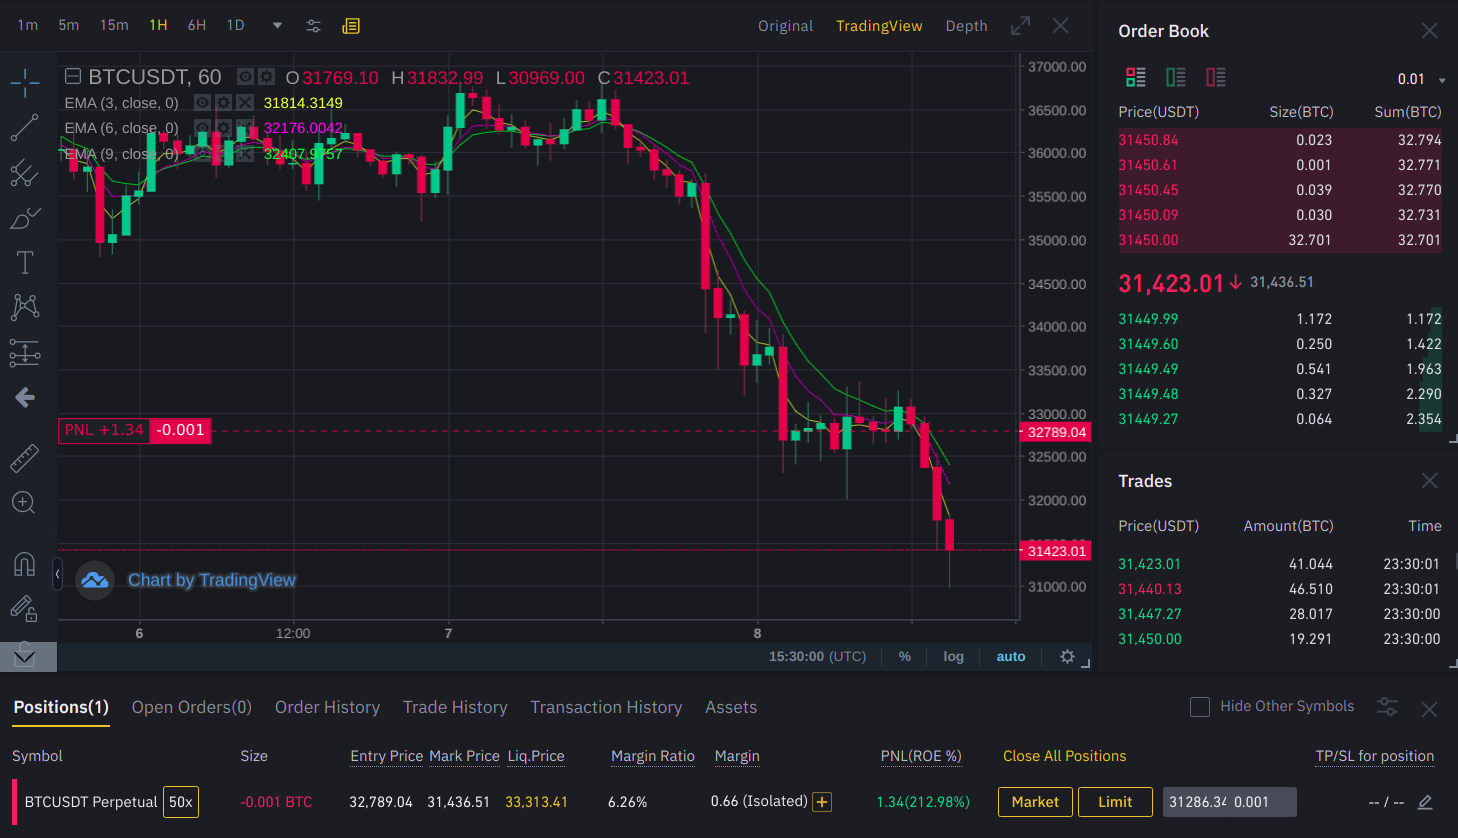 1m 5m 15m 1H 6H 1D Original TradingView Depth
BTCUSDT, 60 O31769.10 H31832.99 L30969.00 C31423.01
EMA (3, close, 0) 31814.3149
EMA (6, close, 0) 32176.0042
EMA (9, close, 0) 32407.9757
37000.00
36500.00
36000.00
35500.00
35000.00
34500.00
34000.00
33500.00
33000.00
32789.04
32500.00
32000.00
31423.01
31000.00
PNL +1.34 -0.001
Chart by TradingView
6 12:00 7 8
15:30:00 (UTC) % log auto
Order Book
0.01
Price(USDT) Size(BTC) Sum(BTC)
31450.84 0.023 32.794
31450.61 0.001 32.771
31450.45 0.039 32.770
31450.09 0.030 32.731
31450.00 32.701 32.701
31,423.01 31,436.51
31449.99 1.172 1.172
31449.60 0.250 1.422
31449.49 0.541 1.963
31449.48 0.327 2.290
31449.27 0.064 2.354
Trades
Price(USDT) Amount(BTC) Time
31,423.01 41.044 23:30:01
31,440.13 46.510 23:30:01
31,447.27 28.017 23:30:00
31,450.00 19.291 23:30:00
Positions(1) Open Orders(0) Order History Trade History Transaction History Assets Hide Other Symbols
Symbol Size Entry Price Mark Price Liq.Price Margin Ratio Margin PNL(ROE %) Close All Positions TP/SL for position
BTCUSDT Perpetual 50x -0.001 BTC 32,789.04 31,436.51 33,313.41 6.26% 0.66 (Isolated) 1.34(212.98%) Market Limit 31286.34 0.001 -- / --